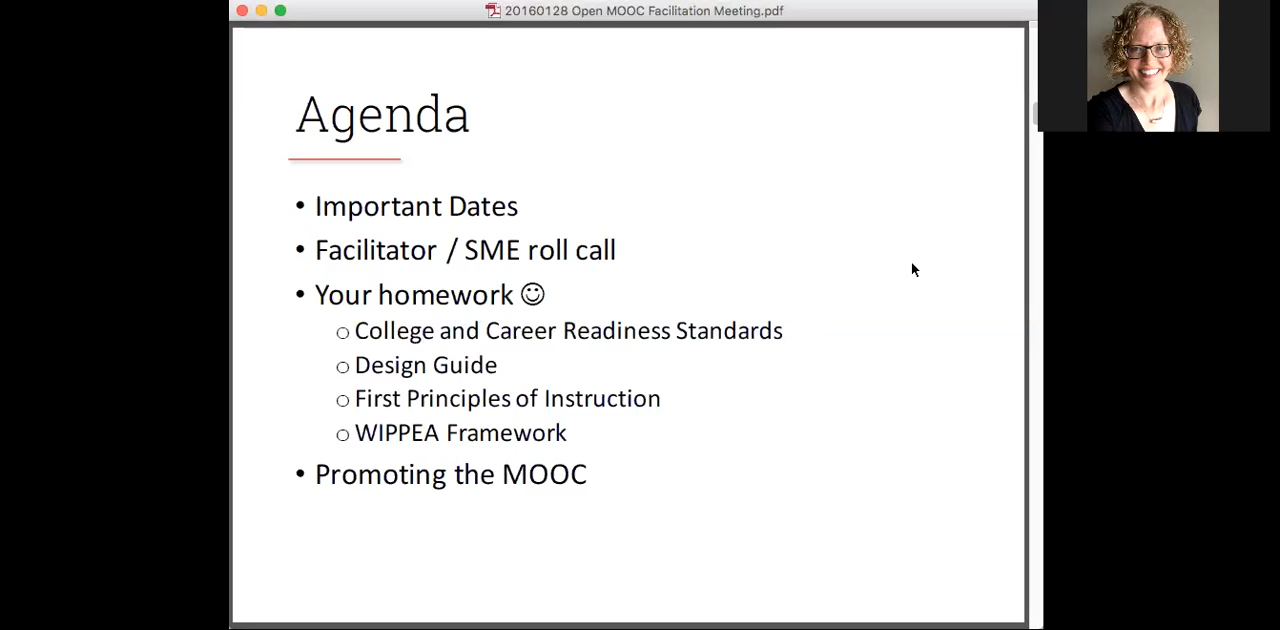 20160128 Open MOOC Facilitation Meeting.pdf
Agenda
• Important Dates
• Facilitator / SME roll call
• Your homework ☺
o College and Career Readiness Standards
o Design Guide
o First Principles of Instruction
o WIPPEA Framework
• Promoting the MOOC